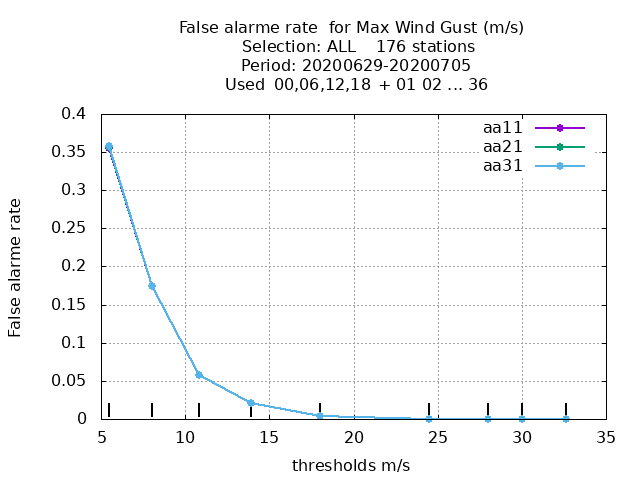 False alarme rate  for Max Wind Gust (m/s)
Selection: ALL    176 stations
Period: 20200629-20200705
Used  00,06,12,18 + 01 02 ... 36
aa11
aa21
aa31
0.4
0.35
0.3
0.25
0.2
0.15
0.1
0.05
0
False alarme rate
5 10 15 20 25 30 35
thresholds m/s